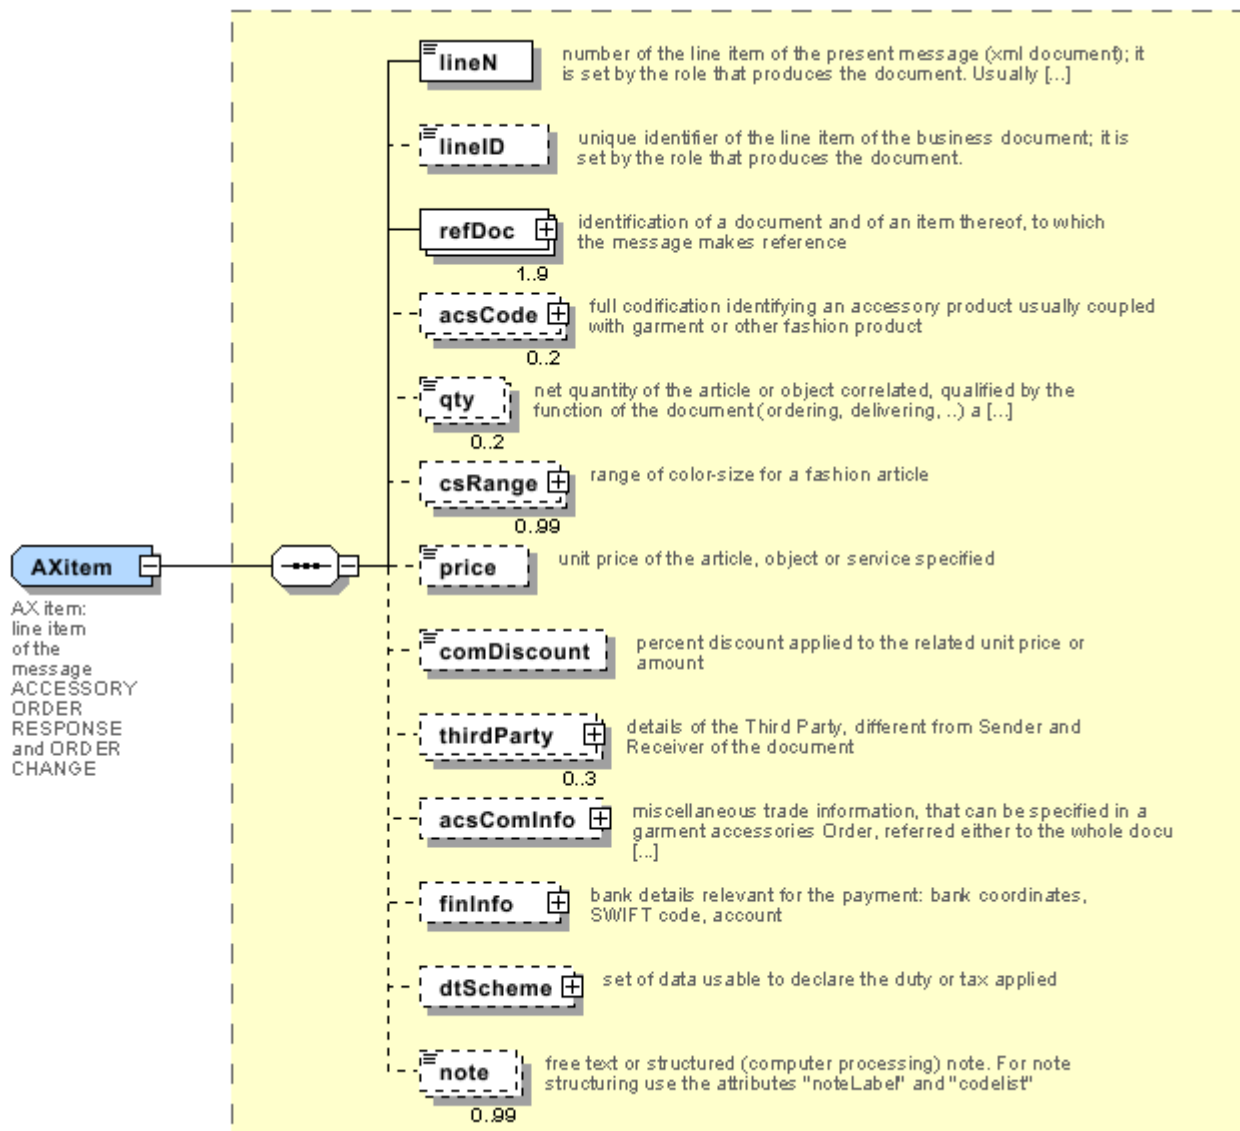 lineN
number of the line item of the present message (xml document); it
is set by the role that produces the document. Usually [...]
lineID
unique identifier of the line item of the business document; it is
set by the role that produces the document.
refDoc
identification of a document and of an item thereof, to which
the message makes reference
1..9
acsCode
full codification identifying an accessory product usually coupled
with garment or other fashion product
0..2
qty
net quantity of the article or object correlated, qualified by the
function of the document (ordering, delivering, ..) a [...]
0..2
csRange
range of color-size for a fashion article
0..99
AXitem
AX item:
line item
of the
message
ACCESSORY
ORDER
RESPONSE
and ORDER
CHANGE
price
unit price of the article, object or service specified
comDiscount
percent discount applied to the related unit price or
amount
thirdParty
details of the Third Party, different from Sender and
Receiver of the document
0..3
acsComInfo
miscellaneous trade information, that can be specified in a
garment accessories Order, referred either to the whole docu
[...]
finInfo
bank details relevant for the payment: bank coordinates,
SWIFT code, account
dtScheme
set of data usable to declare the duty or tax applied
note
free text or structured (computer processing) note. For note
structuring use the attributes "noteLabel" and "codelist"
0..99